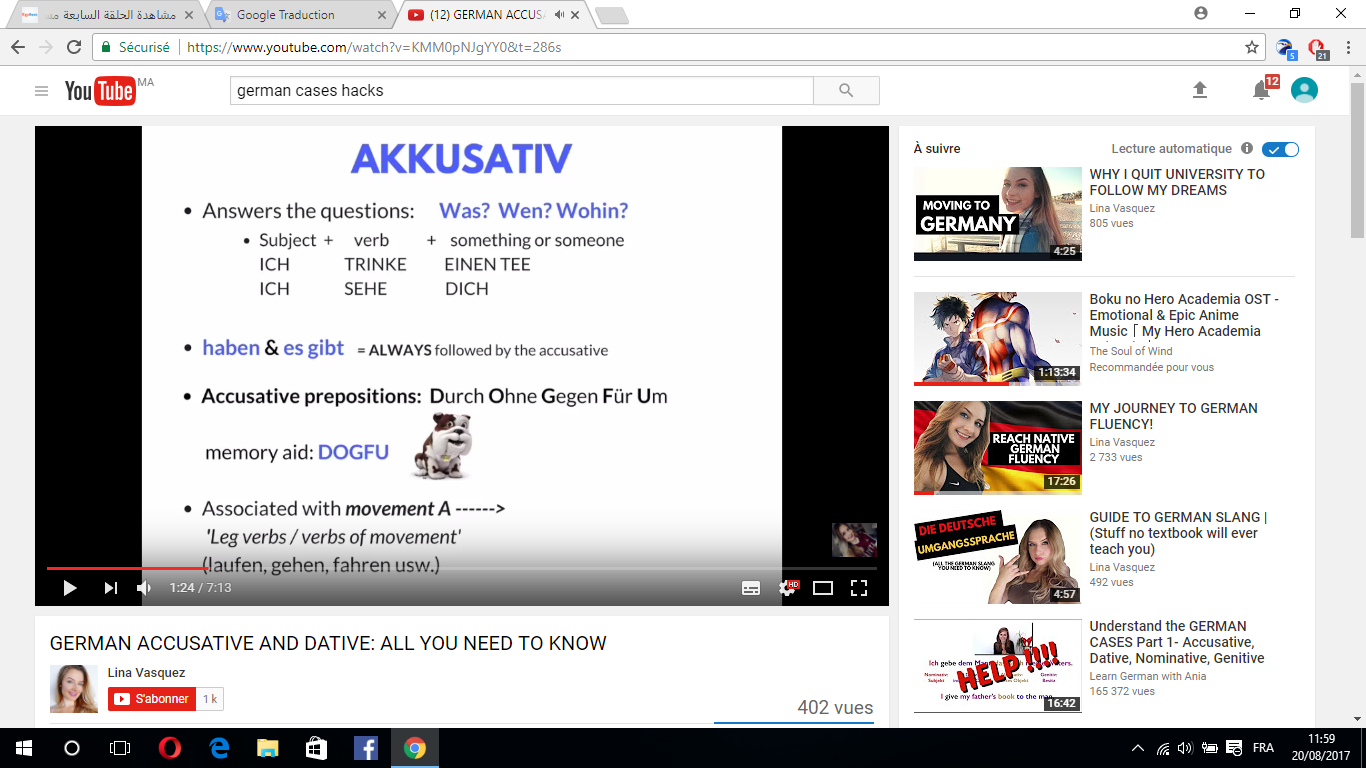 مشاهدة الحلقة السابعة مس
Google Traduction
(12) GERMAN ACCUSA
Sécurisé
https://www.youtube.com/watch?v=KMM0pNJgYY0&t=286s
5
21
YouTube MA
german cases hacks
12
AKKUSATIV
• Answers the questions: Was? Wen? Wohin?
• Subject + verb + something or someone
ICH TRINKE EINEN TEE
ICH SEHE DICH
• haben & es gibt = ALWAYS followed by the accusative
• Accusative prepositions: Durch Ohne Gegen Für Um
memory aid: DOGFU
• Associated with movement A ------>
'Leg verbs / verbs of movement'
(laufen, gehen, fahren usw.)
1:24 / 7:13
HD
GERMAN ACCUSATIVE AND DATIVE: ALL YOU NEED TO KNOW
Lina Vasquez
S'abonner 1 k
402 vues
À suivre
Lecture automatique
MOVING TO
GERMANY
4:25
WHY I QUIT UNIVERSITY TO
FOLLOW MY DREAMS
Lina Vasquez
805 vues
1:13:34
Boku no Hero Academia OST -
Emotional & Epic Anime
Music「My Hero Academia
The Soul of Wind
Recommandée pour vous
REACH NATIVE
GERMAN
FLUENCY
17:26
MY JOURNEY TO GERMAN
FLUENCY!
Lina Vasquez
2 733 vues
DIE DEUTSCHE
UMGANGSSPRACHE
(ALL THE GERMAN SLANG
YOU NEED TO KNOW)
4:57
GUIDE TO GERMAN SLANG |
(Stuff no textbook will ever
teach you)
Lina Vasquez
492 vues
Ich gebe dem Mann
HELP !!!!
I give my father's book to the man.
16:42
Understand the GERMAN
CASES Part 1- Accusative,
Dative, Nominative, Genitive
Learn German with Ania
165 372 vues
FRA
11:59
20/08/2017